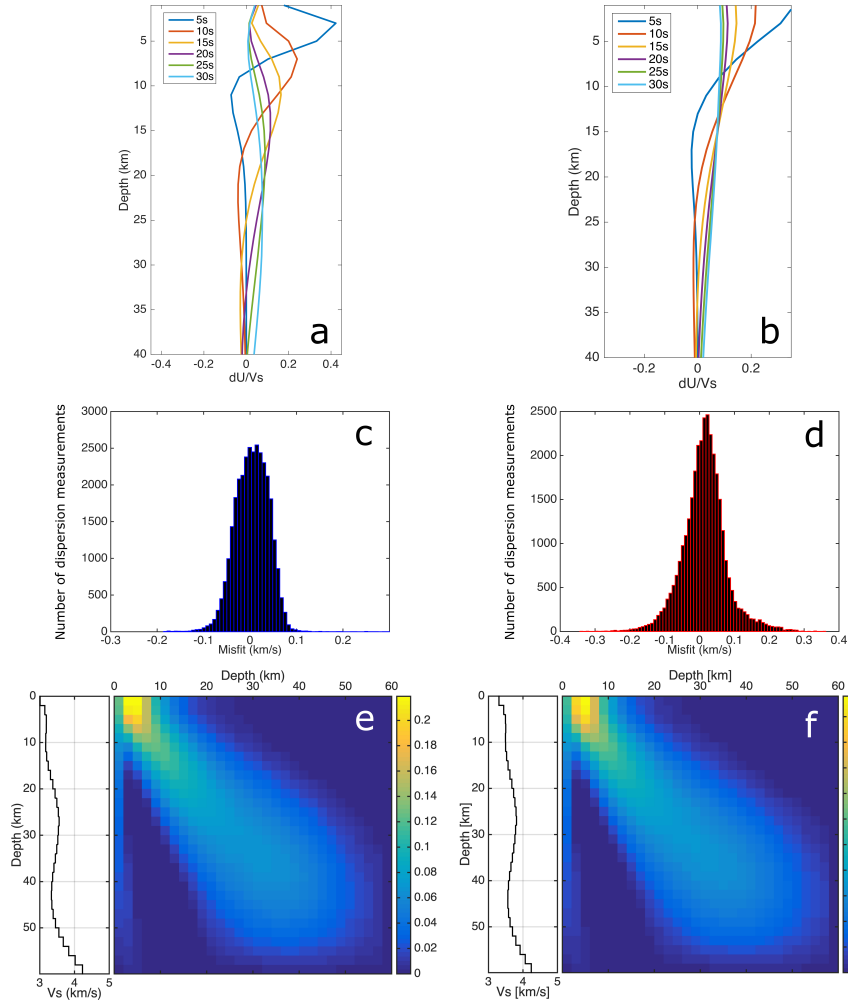 5s
10s
15s
20s
25s
30s
5
10
15
20
25
30
35
40
Depth (km)
-0.4 -0.2 0 0.2 0.4
dU/Vs
a
5s
10s
15s
20s
25s
30s
5
10
15
20
25
30
35
40
Depth (km)
-0.2 0 0.2
dU/Vs
b
3000
2500
2000
1500
1000
500
0
Number of dispersion measurements
-0.3 -0.2 -0.1 0 0.1 0.2
Misfit (km/s)
c
2500
2000
1500
1000
500
0
Number of dispersion measurements
-0.4 -0.3 -0.2 -0.1 0 0.1 0.2 0.3 0.4
Misfit (km/s)
d
Depth (km)
0 10 20 30 40 50 60
0
10
20
30
40
50
Depth (km)
3 4 5
Vs (km/s)
e
0.2
0.18
0.16
0.14
0.12
0.1
0.08
0.06
0.04
0.02
0
Depth [km]
0 10 20 30 40 50 60
0
10
20
30
40
50
Depth [km]
3 4 5
Vs [km/s]
f